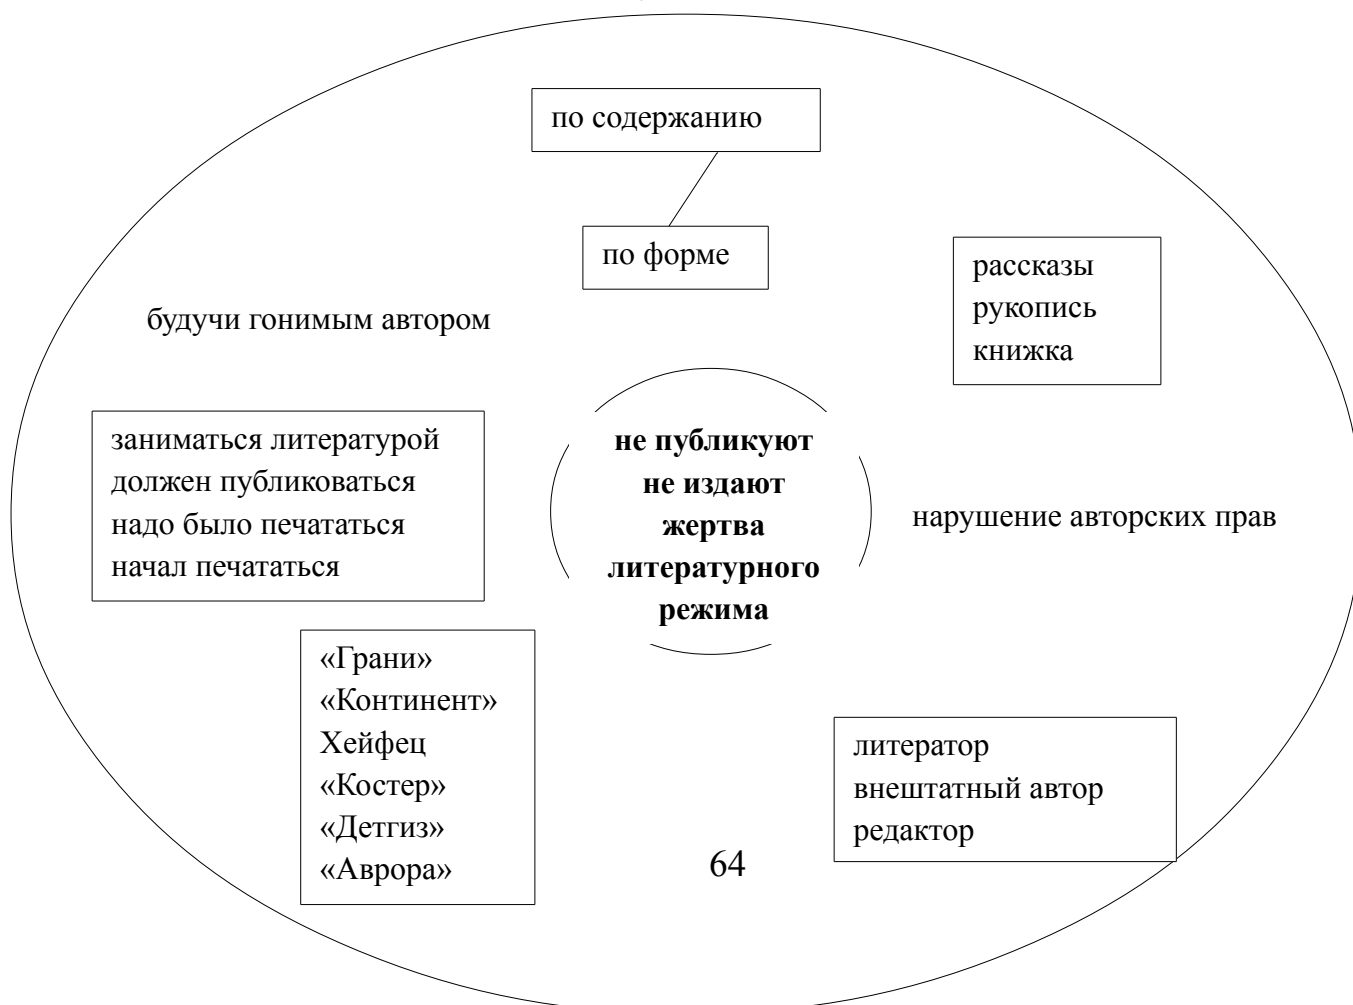 по содержанию
по форме
рассказы
рукопись
книжка
будучи гонимым автором
заниматься литературой
должен публиковаться
надо было печататься
начал печататься
не публикуют
не издают
жертва
литературного
режима
нарушение авторских прав
«Грани»
«Континент»
Хейфец
«Костер»
«Детгиз»
«Аврора»
литератор
внештатный автор
редактор
64